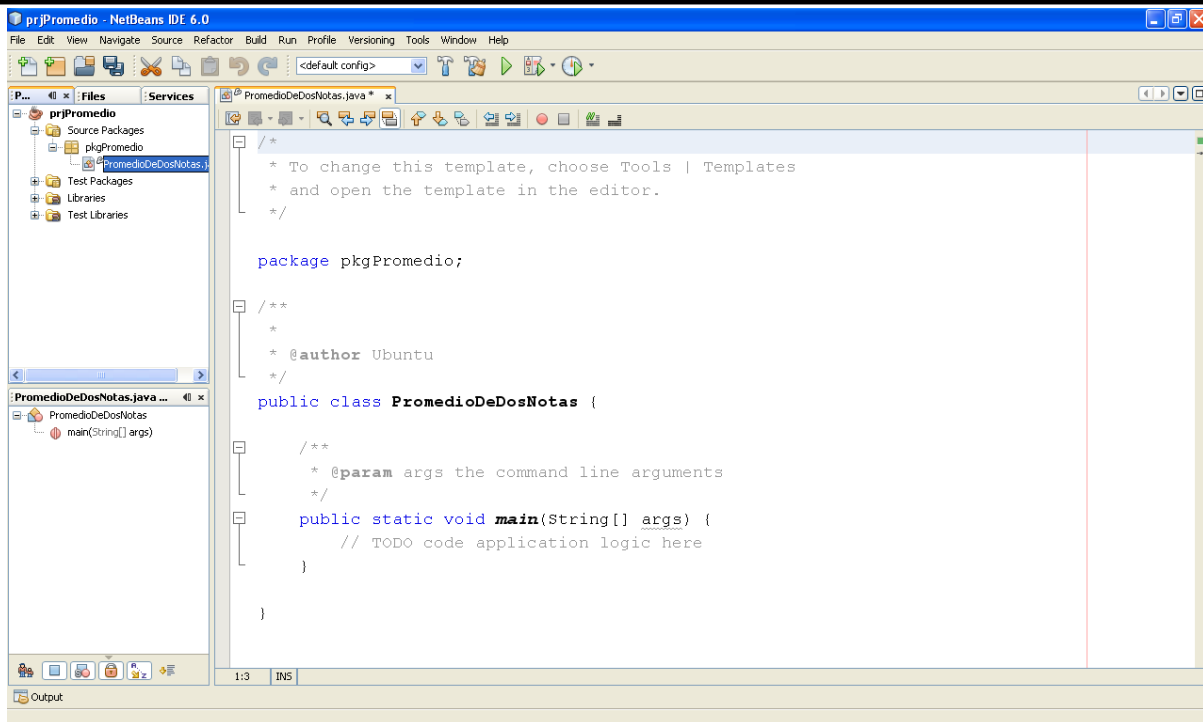 prjPromedio - NetBeans IDE 6.0
File Edit View Navigate Source Refactor Build Run Profile Versioning Tools Window Help
<default config>
P... Files Services
PromedioDeDosNotas.java *
prjPromedio
Source Packages
pkgPromedio
PromedioDeDosNotas.j
Test Packages
Libraries
Test Libraries
PromedioDeDosNotas.java ...
PromedioDeDosNotas
main(String[] args)
/*
* To change this template, choose Tools | Templates
* and open the template in the editor.
*/
package pkgPromedio;
/**
*
* @author Ubuntu
*/
public class PromedioDeDosNotas {
/**
* @param args the command line arguments
*/
public static void main(String[] args) {
// TODO code application logic here
}
}
1:3 INS
Output